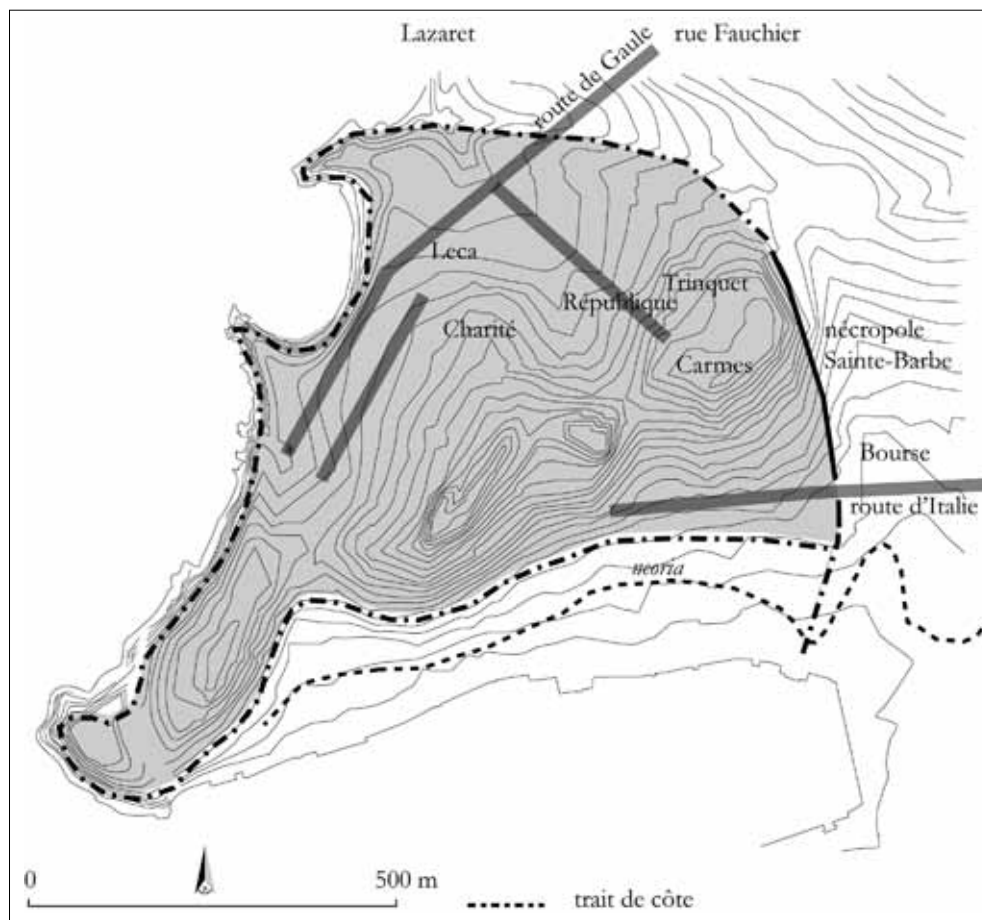 Lazaret
rue Fauchier
route de Gaule
Leca
Trinquet
République
Charité
nécropole
Sainte-Barbe
Carmes
Bourse
route d'Italie
neoria
0
500 m
trait de côte